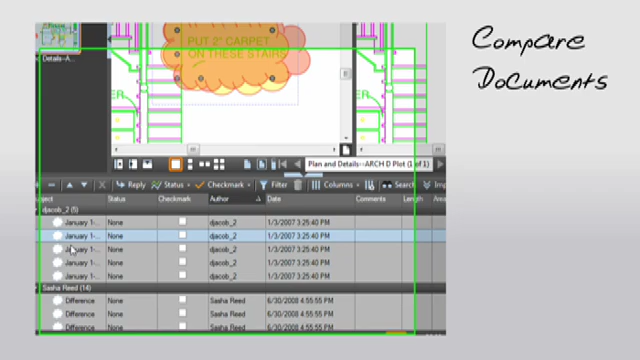 Compare
Documents
PUT 2" CARPET
ON THESE STAIRS
Details--A...
ER
ER
Plan and Details--ARCH D Plot (1 of 1)
Reply Status Checkmark Filter Columns Search
Status Checkmark Author Date Comments Length Area
djacob_2 (5)
January 1-... None djacob_2 1/3/2007 3:25:40 PM
January 1-... None djacob_2 1/3/2007 3:25:40 PM
January 1-... None djacob_2 1/3/2007 3:25:40 PM
January 1-... None djacob_2 1/3/2007 3:25:40 PM
January 1-... None djacob_2 1/3/2007 3:25:40 PM
Sasha Reed (14)
Difference None Sasha Reed 6/30/2008 4:55:55 PM
Difference None Sasha Reed 6/30/2008 4:55:55 PM
Difference None Sasha Reed 6/30/2008 4:55:55 PM